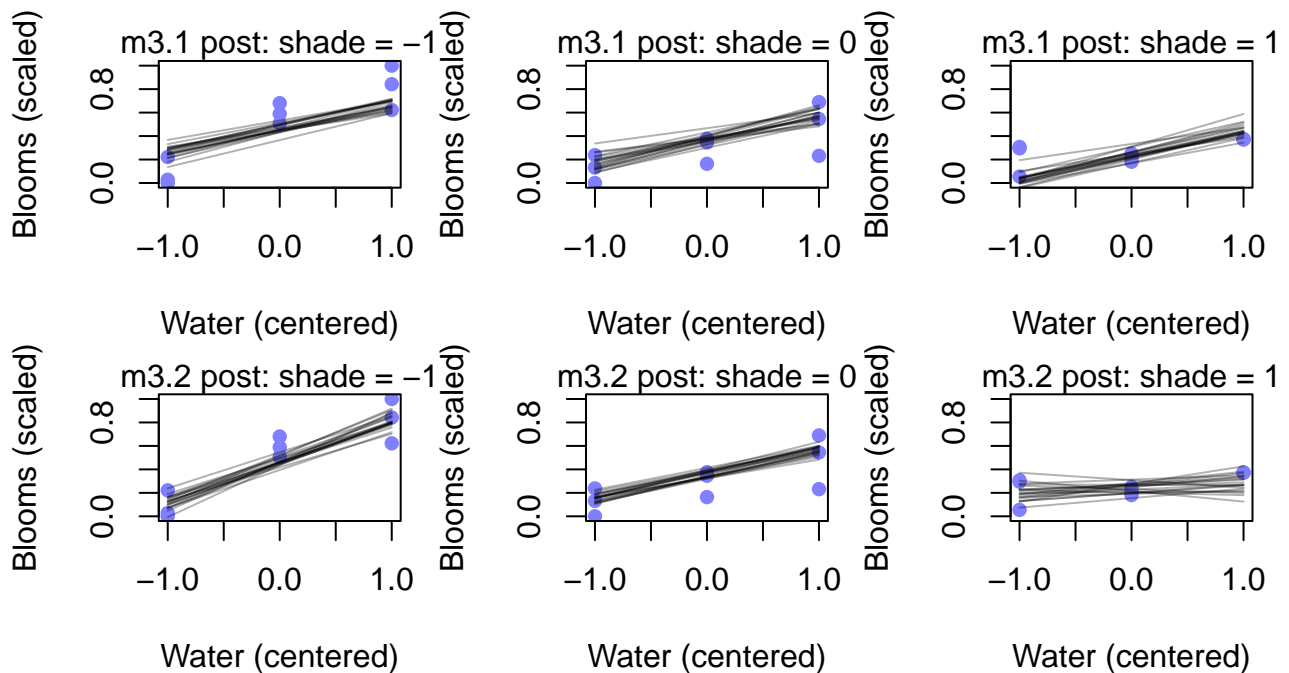 m3.1 post: shade = −1
Blooms (scaled)
0.8
0.0
−1.0 0.0 1.0
Water (centered)
m3.1 post: shade = 0
Blooms (scaled)
0.8
0.0
−1.0 0.0 1.0
Water (centered)
m3.1 post: shade = 1
Blooms (scaled)
0.8
0.0
−1.0 0.0 1.0
Water (centered)
m3.2 post: shade = −1
Blooms (scaled)
0.8
0.0
−1.0 0.0 1.0
Water (centered)
m3.2 post: shade = 0
Blooms (scaled)
0.8
0.0
−1.0 0.0 1.0
Water (centered)
m3.2 post: shade = 1
Blooms (scaled)
0.8
0.0
−1.0 0.0 1.0
Water (centered)